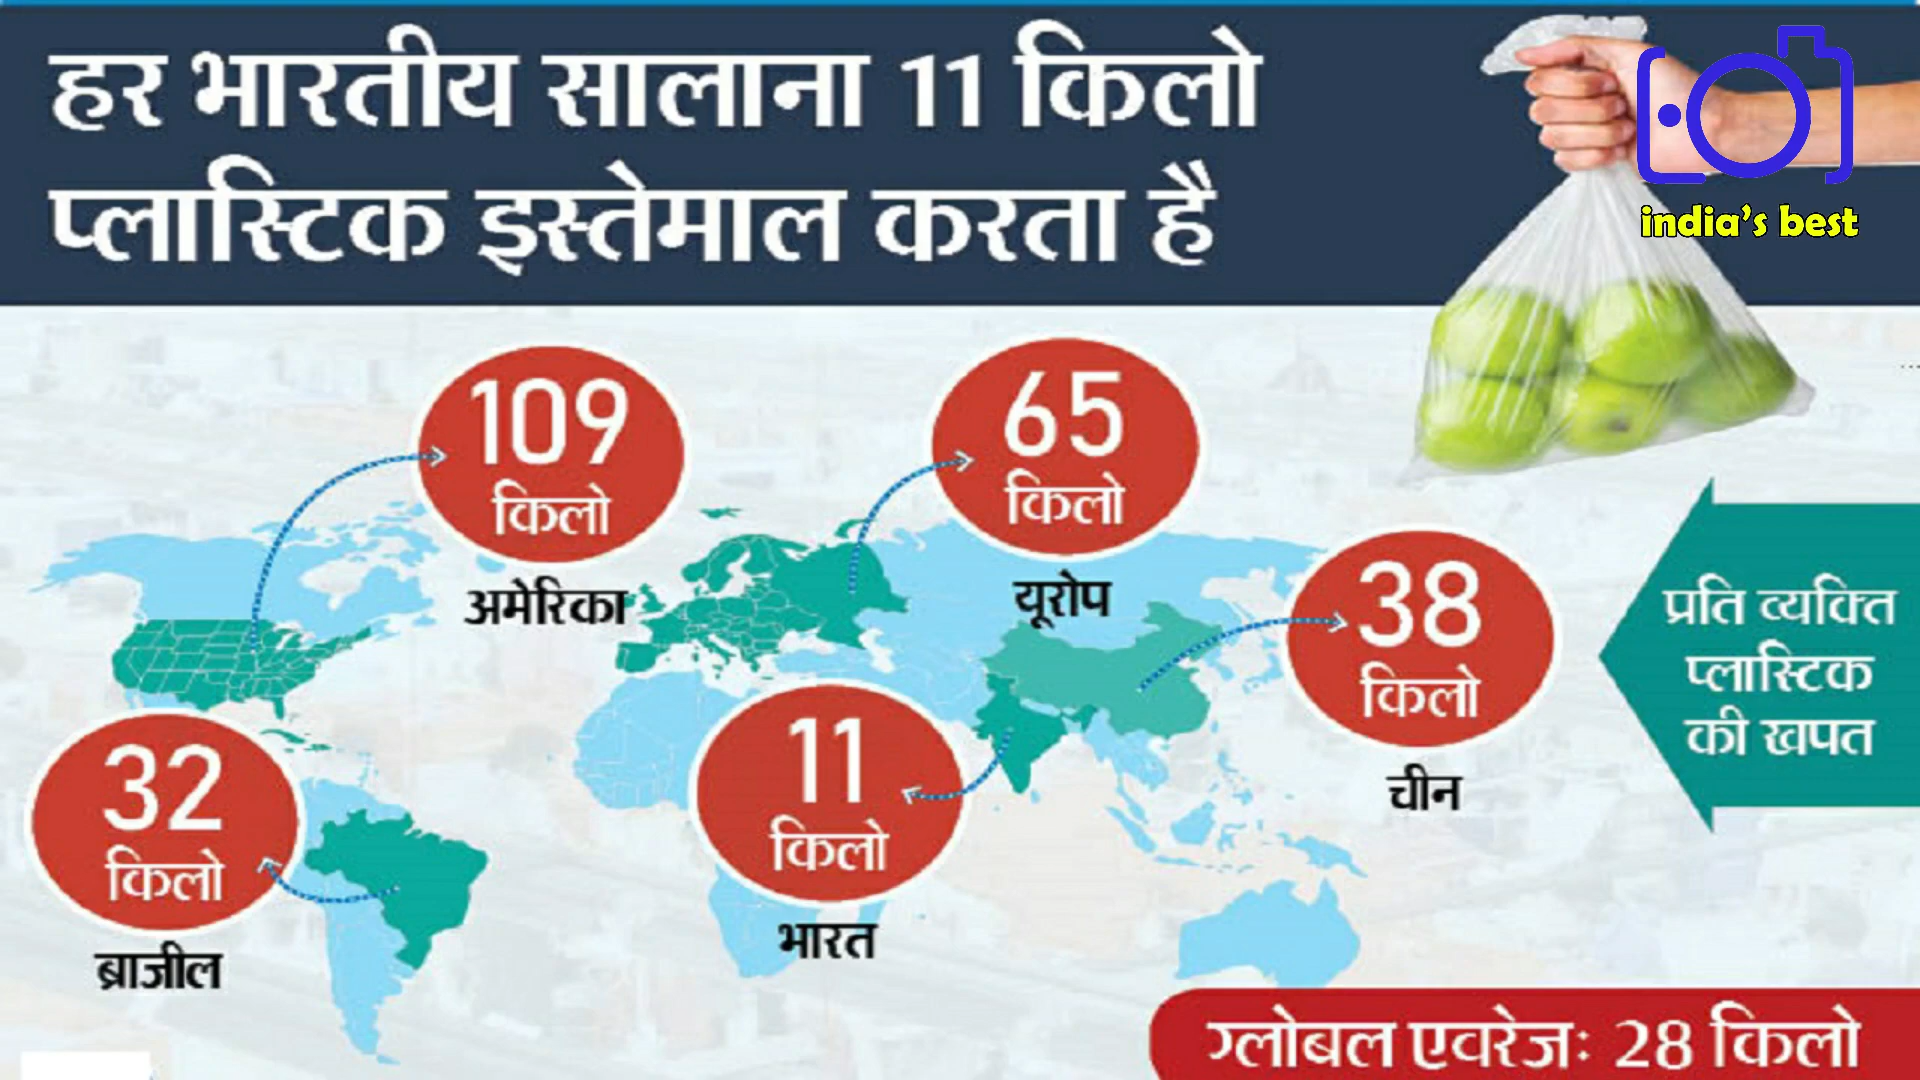 हर भारतीय सालाना 11 किलो
प्लास्टिक इस्तेमाल करता है
india's best
109
किलो
अमेरिका
65
किलो
यूरोप
38
किलो
चीन
प्रति व्यक्ति
प्लास्टिक
की खपत
32
किलो
ब्राजील
11
किलो
भारत
ग्लोबल एवरेज: 28 किलो